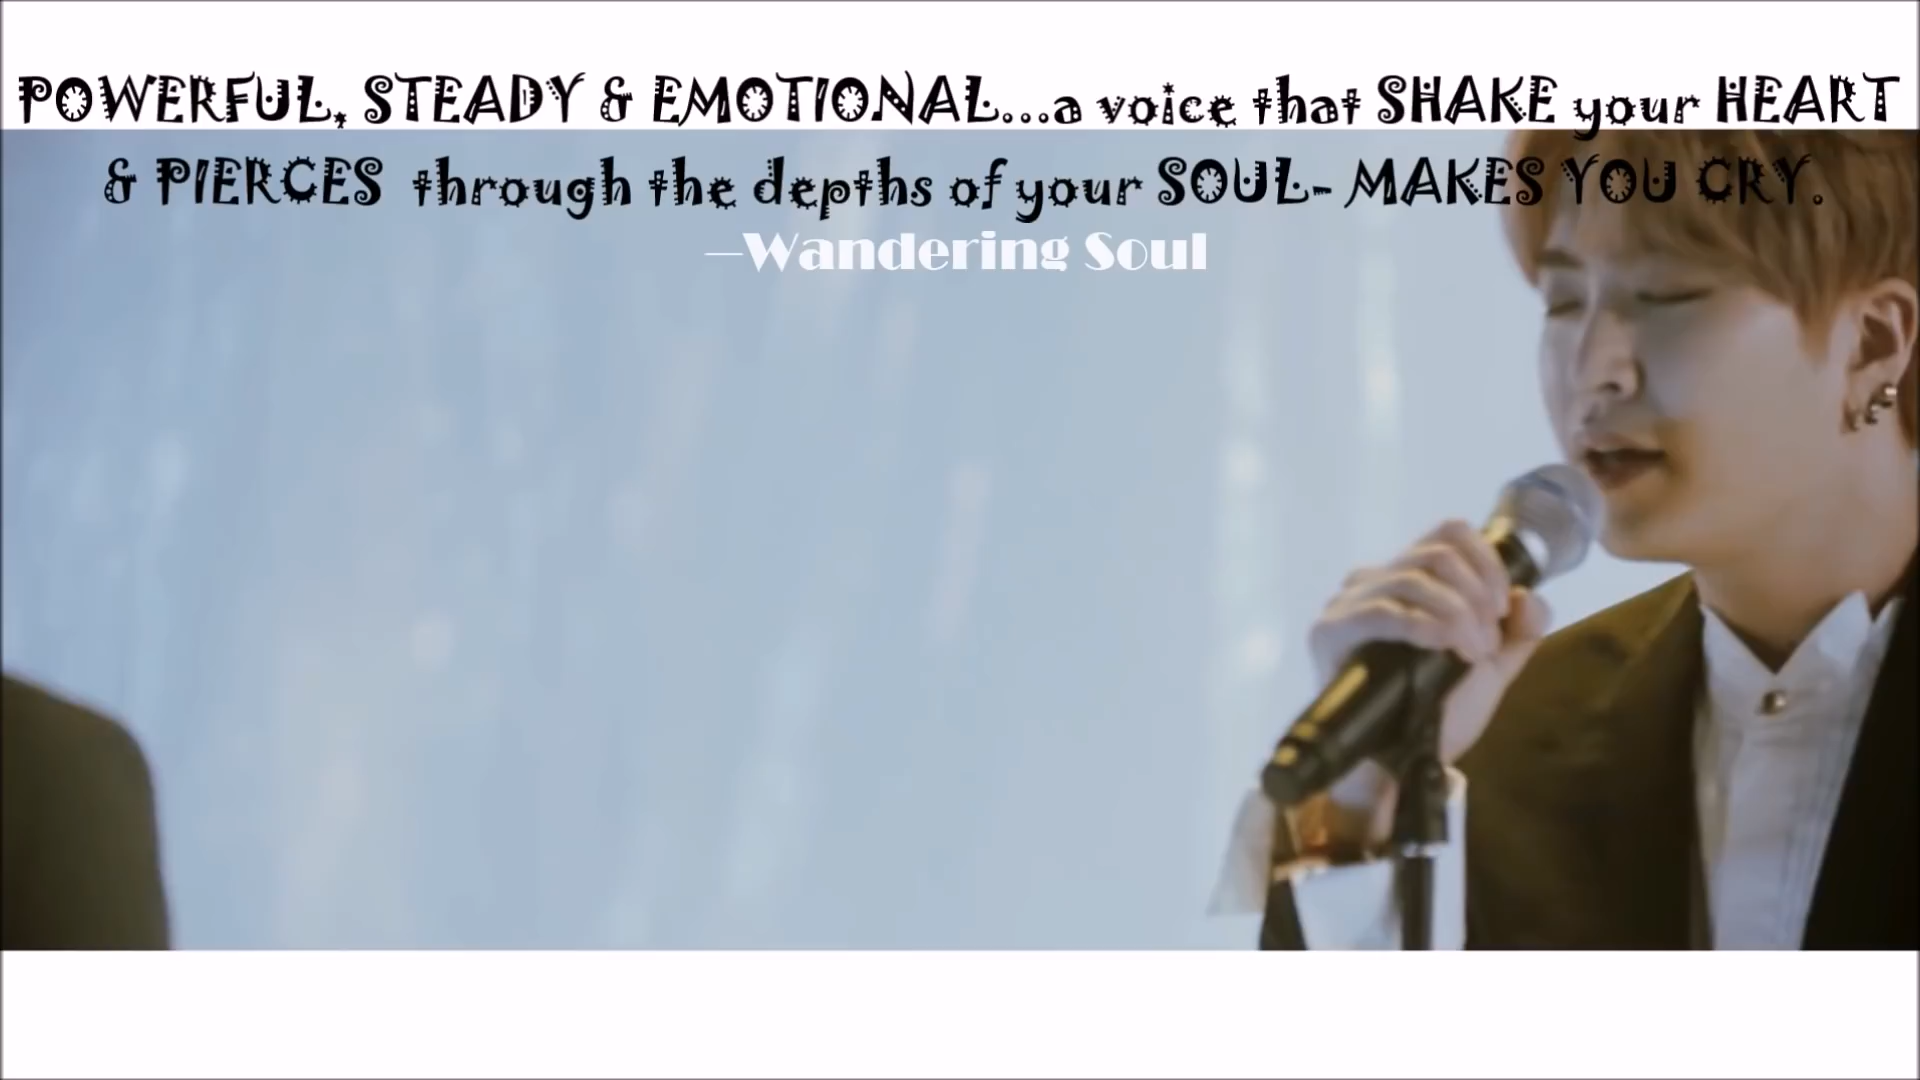 POWERFUL, STEADY & EMOTIONAL...a voice that SHAKE your HEART
& PIERCES through the depths of your SOUL- MAKES YOU CRY.
—Wandering Soul